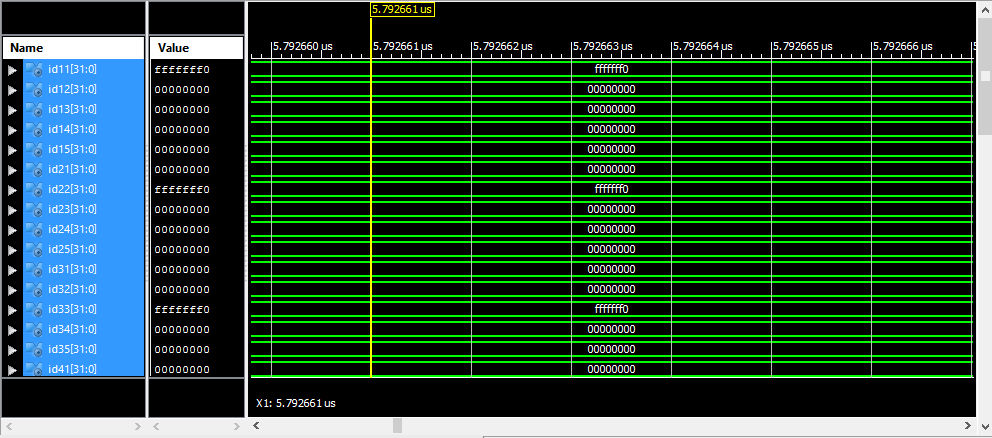 5.792661 us
Name Value 5.792660 us 5.792661 us 5.792662 us 5.792663 us 5.792664 us 5.792665 us 5.792666 us
id11[31:0] fffffff0 fffffff0
id12[31:0] 00000000 00000000
id13[31:0] 00000000 00000000
id14[31:0] 00000000 00000000
id15[31:0] 00000000 00000000
id21[31:0] 00000000 00000000
id22[31:0] fffffff0 fffffff0
id23[31:0] 00000000 00000000
id24[31:0] 00000000 00000000
id25[31:0] 00000000 00000000
id31[31:0] 00000000 00000000
id32[31:0] 00000000 00000000
id33[31:0] fffffff0 fffffff0
id34[31:0] 00000000 00000000
id35[31:0] 00000000 00000000
id41[31:0] 00000000 00000000
X1: 5.792661 us